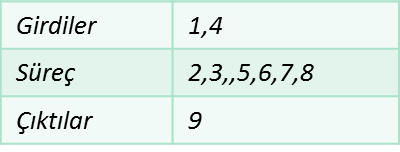 Girdiler 1,4
Süreç 2,3,,5,6,7,8
Çıktılar 9